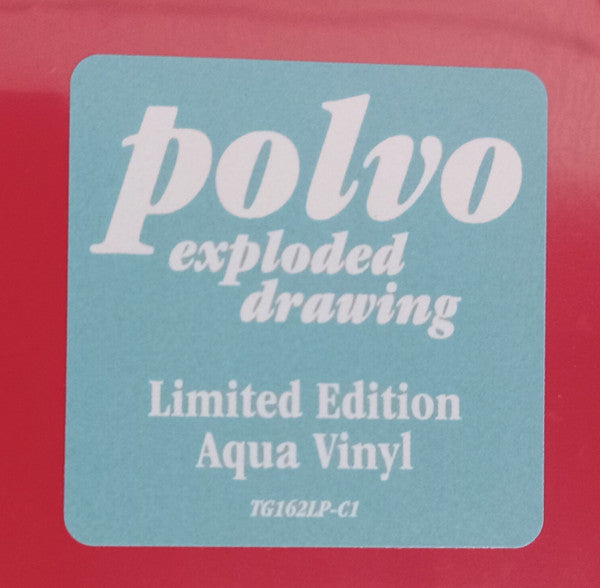 polvo
exploded
drawing
Limited Edition
Aqua Vinyl
TG162LP-C1